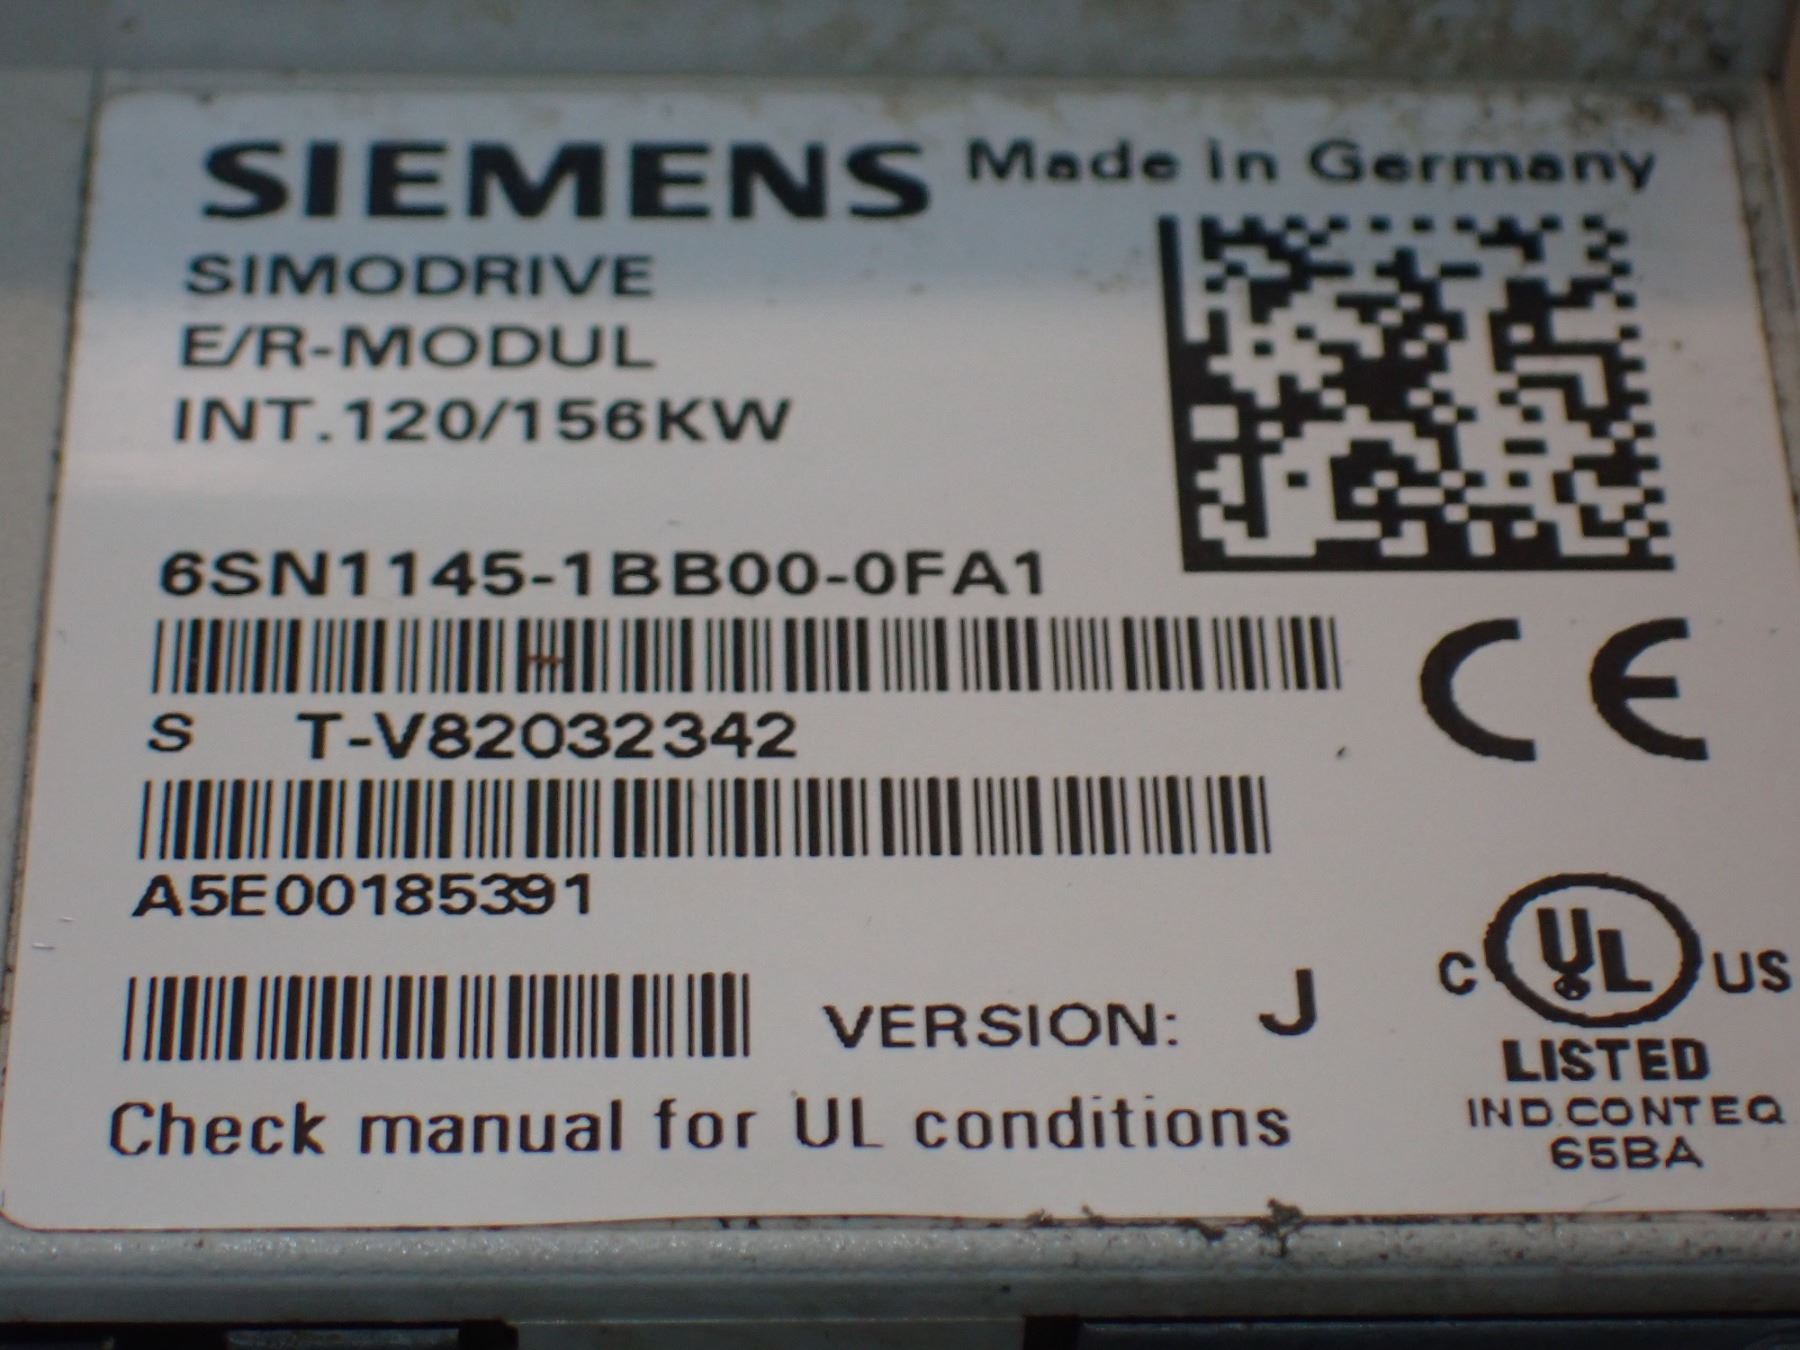 SIEMENS Made in Germany
SIMODRIVE
E/R-MODUL
INT.120/156KW
6SN1145-1BB00-0FA1
S T-V82032342
A5E00185391
VERSION: J
Check manual for UL conditions
CE
C UL US
LISTED
IND.CONT EQ
65BA